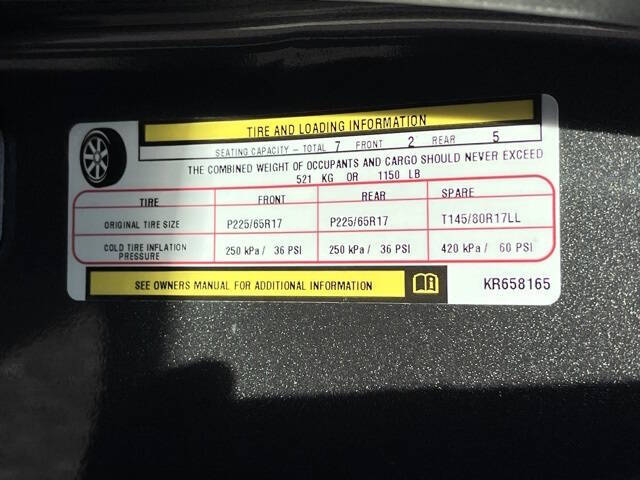 TIRE AND LOADING INFORMATION
SEATING CAPACITY – TOTAL 7 FRONT 2 REAR 5
THE COMBINED WEIGHT OF OCCUPANTS AND CARGO SHOULD NEVER EXCEED
521 KG OR 1150 LB
TIRE FRONT REAR SPARE
ORIGINAL TIRE SIZE P225/65R17 P225/65R17 T145/80R17LL
COLD TIRE INFLATION PRESSURE 250 kPa / 36 PSI 250 kPa / 36 PSI 420 kPa / 60 PSI
SEE OWNERS MANUAL FOR ADDITIONAL INFORMATION KR658165